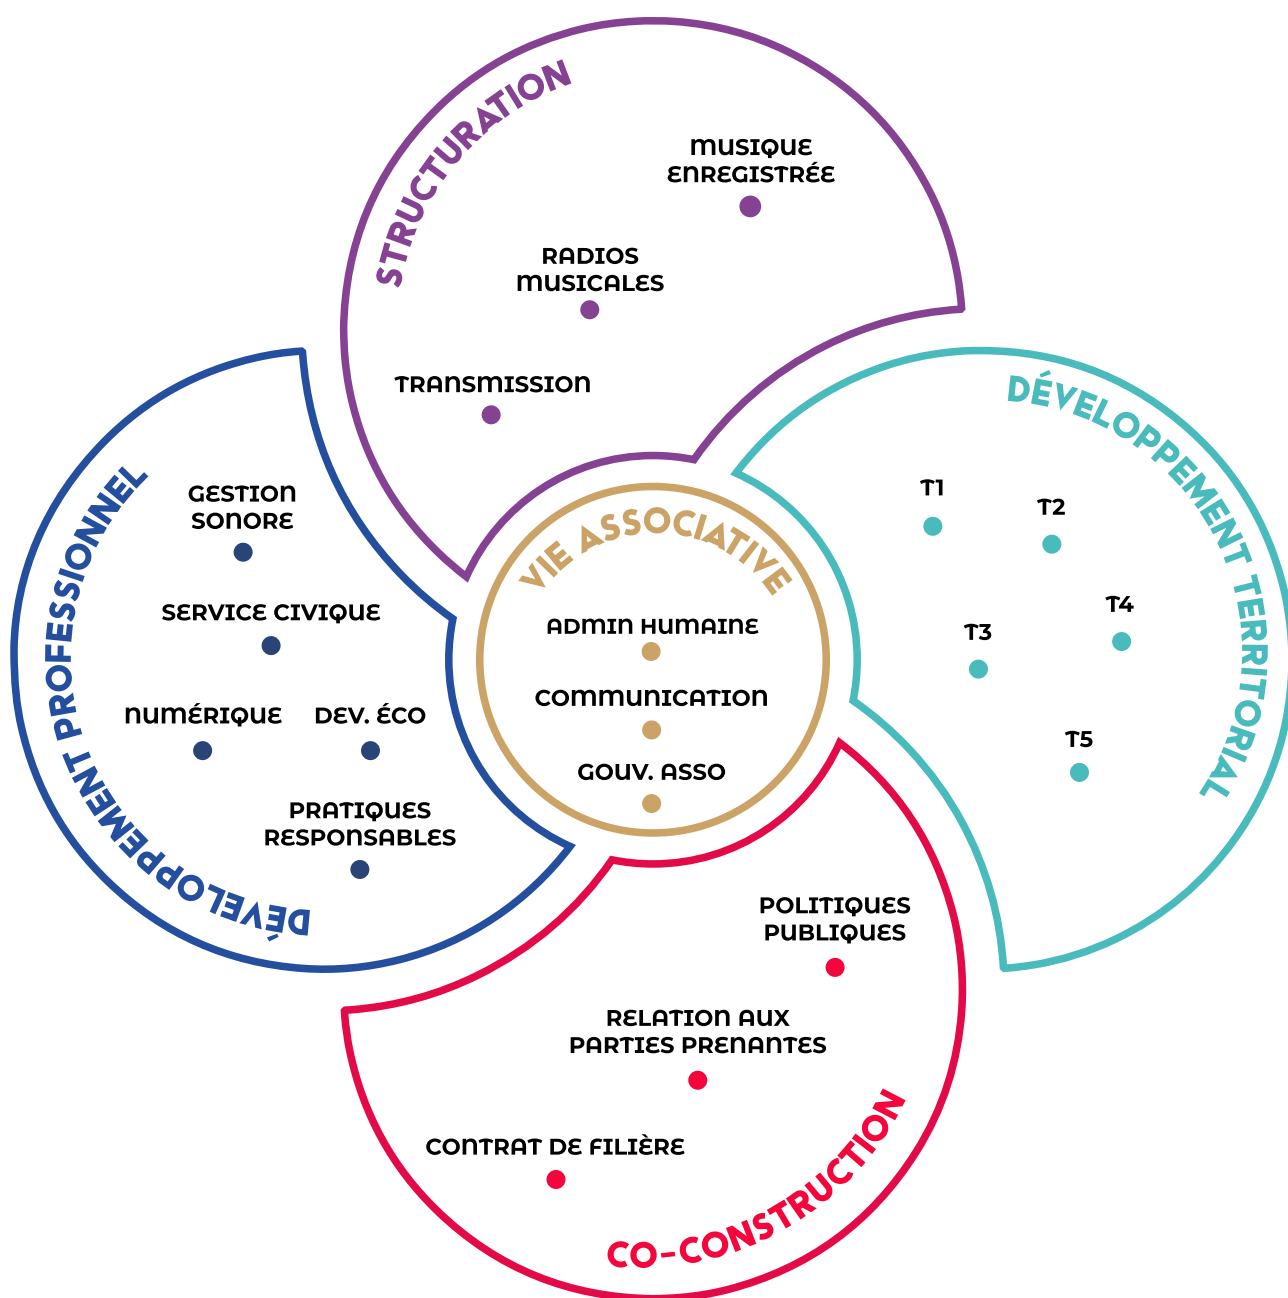 STRUCTURATION
MUSIQUE
ENREGISTRÉE
RADIOS
MUSICALES
TRANSMISSION
DÉVELOPPEMENT TERRITORIAL
T1
T2
T3
T4
T5
DÉVELOPPEMENT PROFESSIONNEL
GESTION
SONORE
SERVICE CIVIQUE
NUMÉRIQUE
DEV. ÉCO
PRATIQUES
RESPONSABLES
VIE ASSOCIATIVE
ADMIN HUMAINE
COMMUNICATION
GOUV. ASSO
POLITIQUES
PUBLIQUES
RELATION AUX
PARTIES PRENANTES
CONTRAT DE FILIÈRE
CO-CONSTRUCTION